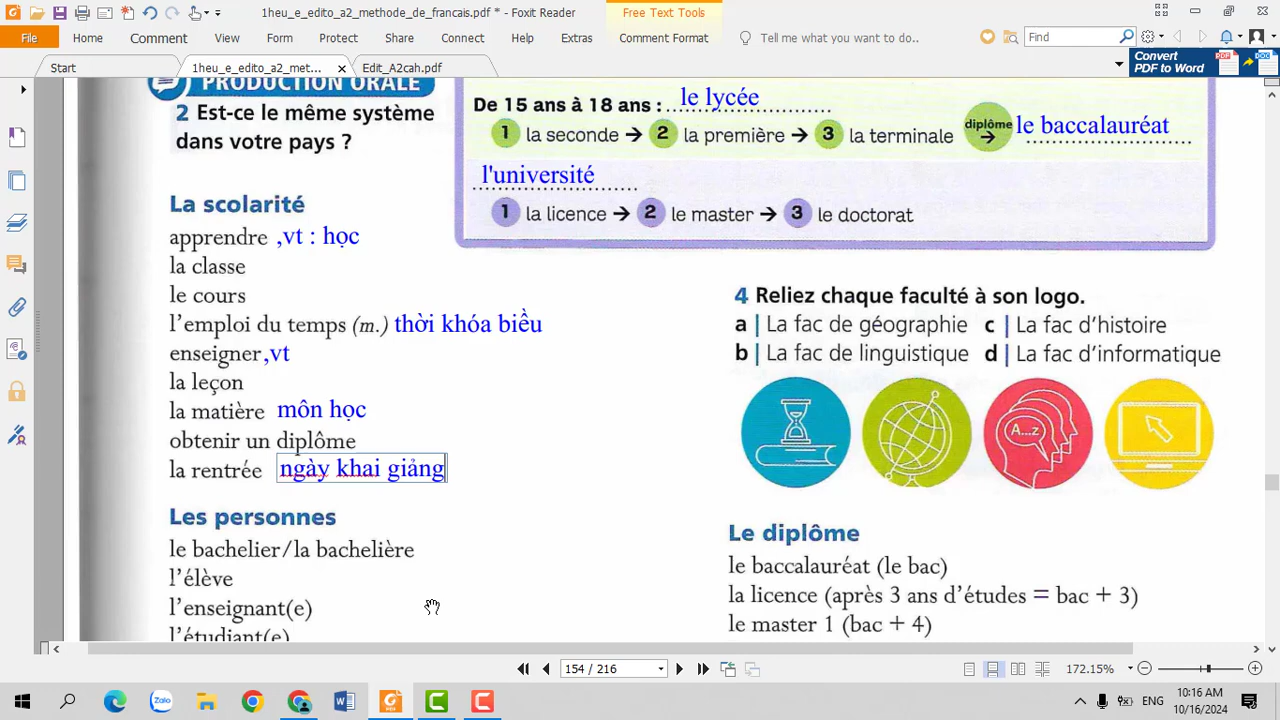 1heu_e_edito_a2_methode_de_francais.pdf * - Foxit Reader
Free Text Tools
File Home Comment View Form Protect Share Connect Help Extras Comment Format Tell me what you want to do.. Find
Start 1heu_e_edito_a2_met... × Edit_A2cah.pdf
Convert
PDF to Word
PRODUCTION ORALE
2 Est-ce le même système
dans votre pays ?
De 15 ans à 18 ans : le lycée
1 la seconde → 2 la première → 3 la terminale diplôme → le baccalauréat
l'université
1 la licence → 2 le master → 3 le doctorat
La scolarité
apprendre ,vt : học
la classe
le cours
l'emploi du temps (m.) thời khóa biều
enseigner ,vt
la leçon
la matière môn học
obtenir un diplôme
la rentrée ngày khai giảng
Les personnes
le bachelier/la bachelière
l'élève
l'enseignant(e)
l'étudiant(e)
4 Reliez chaque faculté à son logo.
a | La fac de géographie c | La fac d'histoire
b | La fac de linguistique d | La fac d'informatique
A...z
Le diplôme
le baccalauréat (le bac)
la licence (après 3 ans d'études = bac + 3)
le master 1 (bac + 4)
154 / 216
172.15%
Zalo
ENG
10:16 AM
10/16/2024